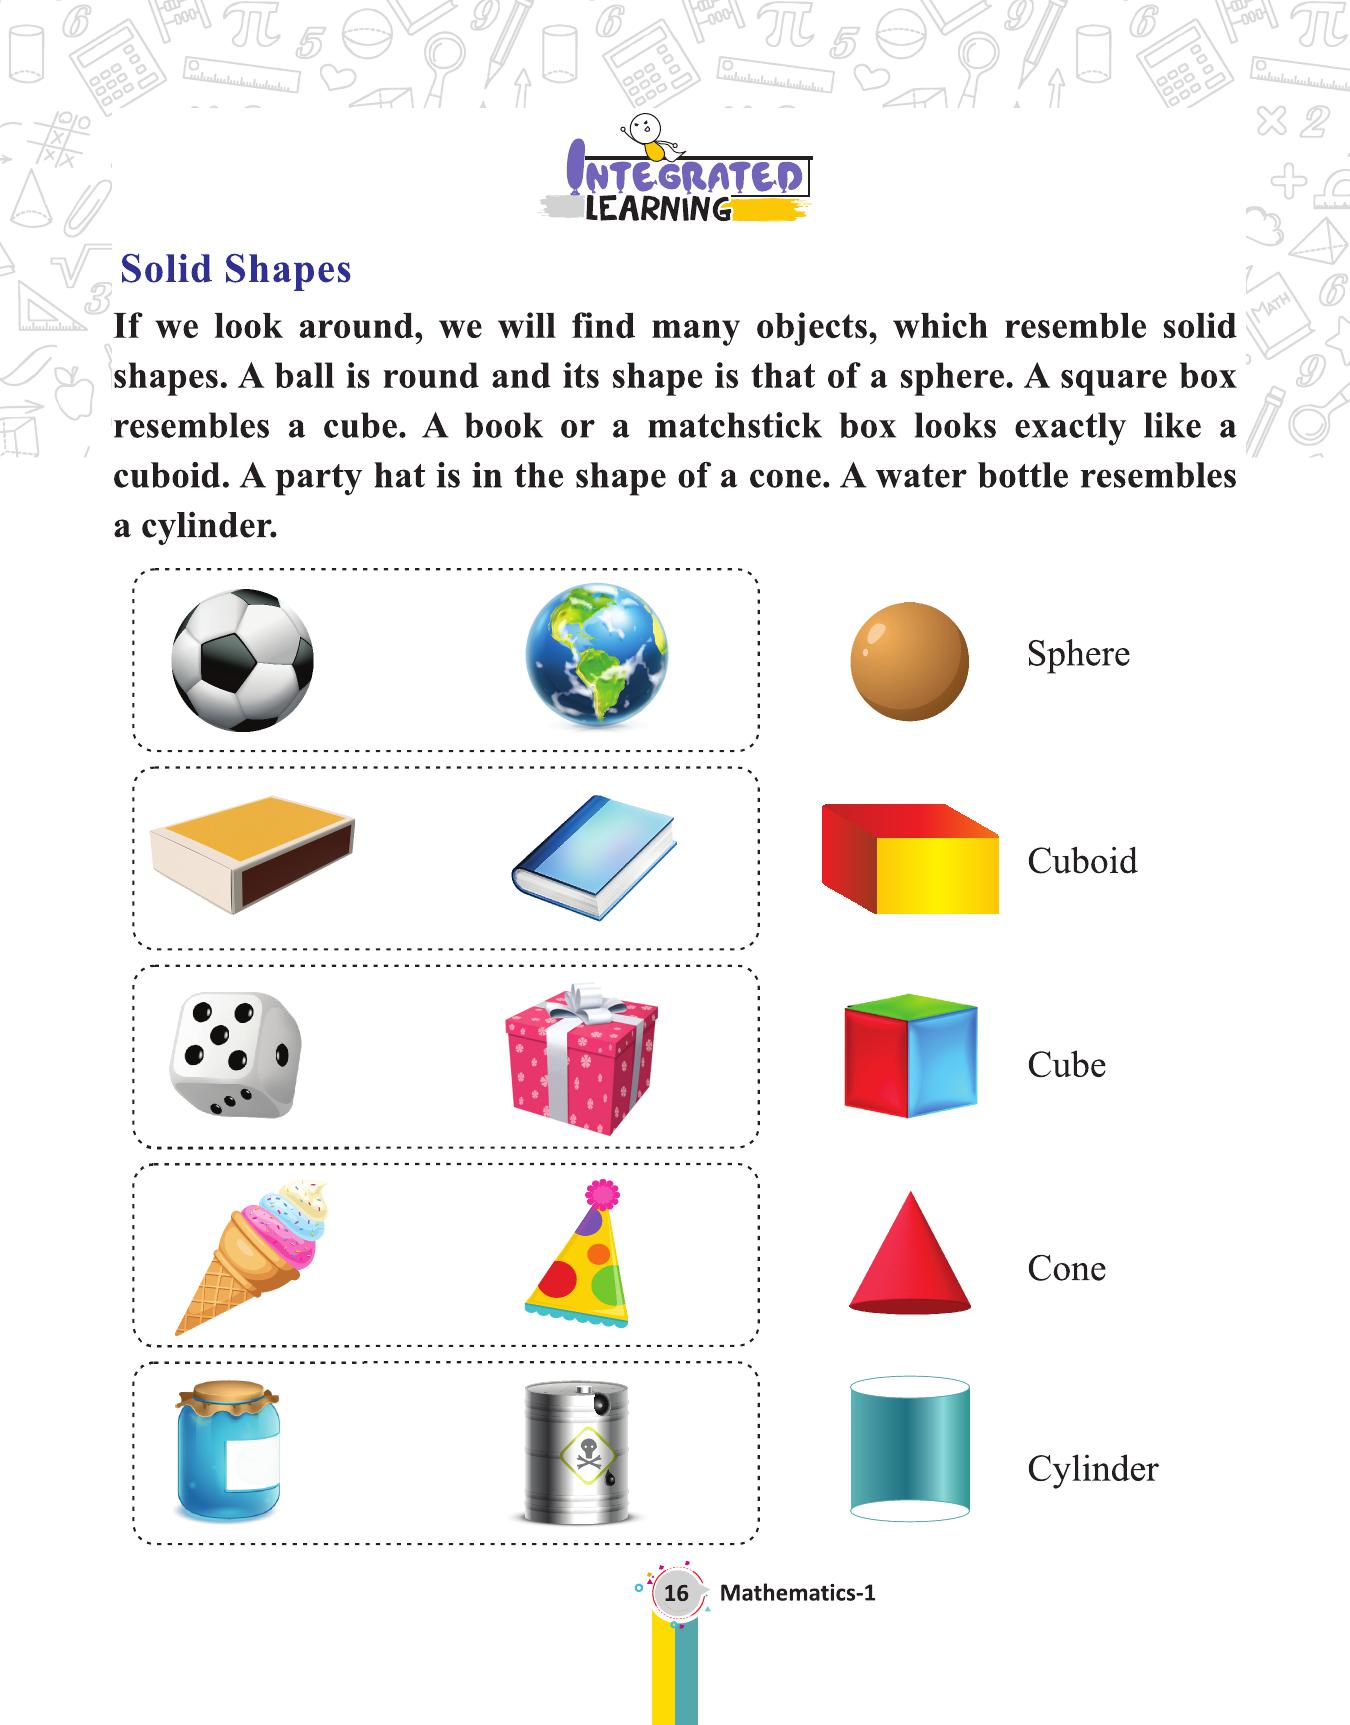 INTEGRATED
LEARNING
Solid Shapes
If we look around, we will find many objects, which resemble solid
shapes. A ball is round and its shape is that of a sphere. A square box
resembles a cube. A book or a matchstick box looks exactly like a
cuboid. A party hat is in the shape of a cone. A water bottle resembles
a cylinder.
Sphere
Cuboid
Cube
Cone
Cylinder
16 Mathematics-1